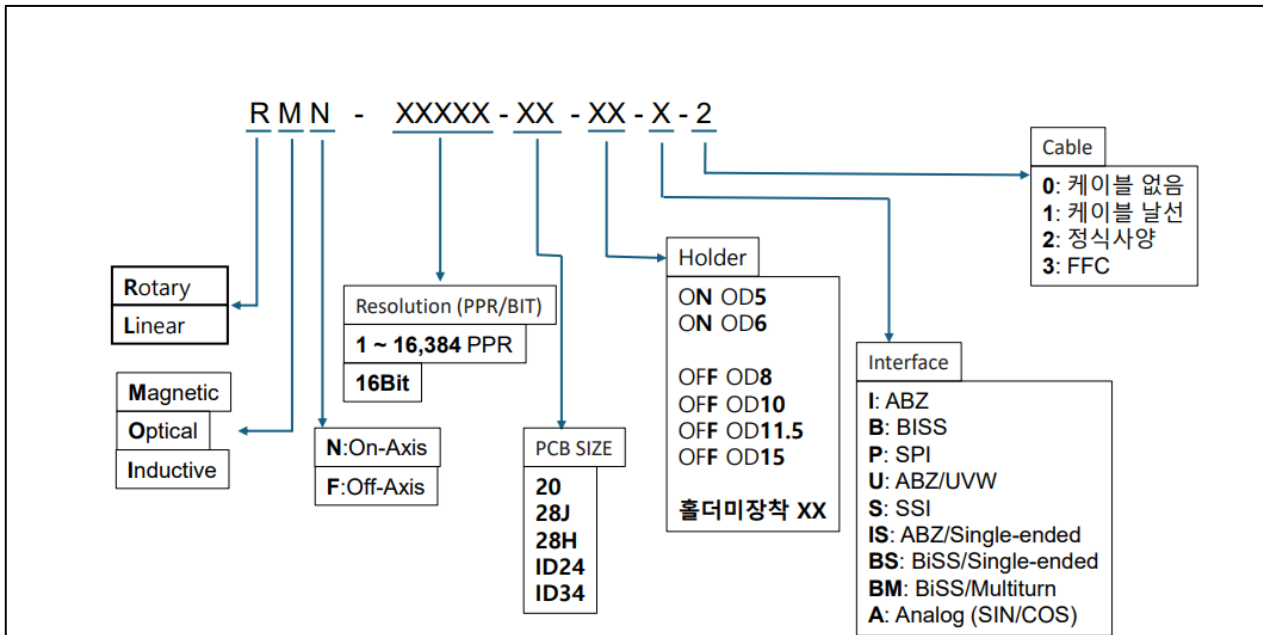 R M N - XXXXX - XX - XX - X - 2
Cable
0: 케이블 없음
1: 케이블 날선
2: 정식사양
3: FFC
Holder
ON OD5
ON OD6
OFF OD8
OFF OD10
OFF OD11.5
OFF OD15
홀더미장착 XX
Rotary
Linear
Resolution (PPR/BIT)
1 ~ 16,384 PPR
16Bit
Interface
I: ABZ
B: BISS
P: SPI
U: ABZ/UVW
S: SSI
IS: ABZ/Single-ended
BS: BiSS/Single-ended
BM: BiSS/Multiturn
A: Analog (SIN/COS)
Magnetic
Optical
Inductive
N:On-Axis
F:Off-Axis
PCB SIZE
20
28J
28H
ID24
ID34